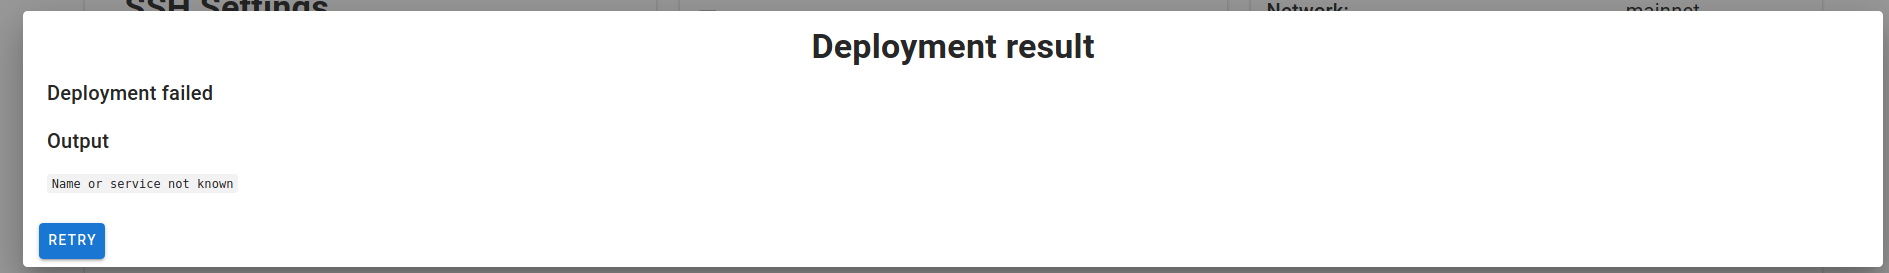 SSH Settings
Network:
mainnet
Deployment result
Deployment failed
Output
Name or service not known
RETRY